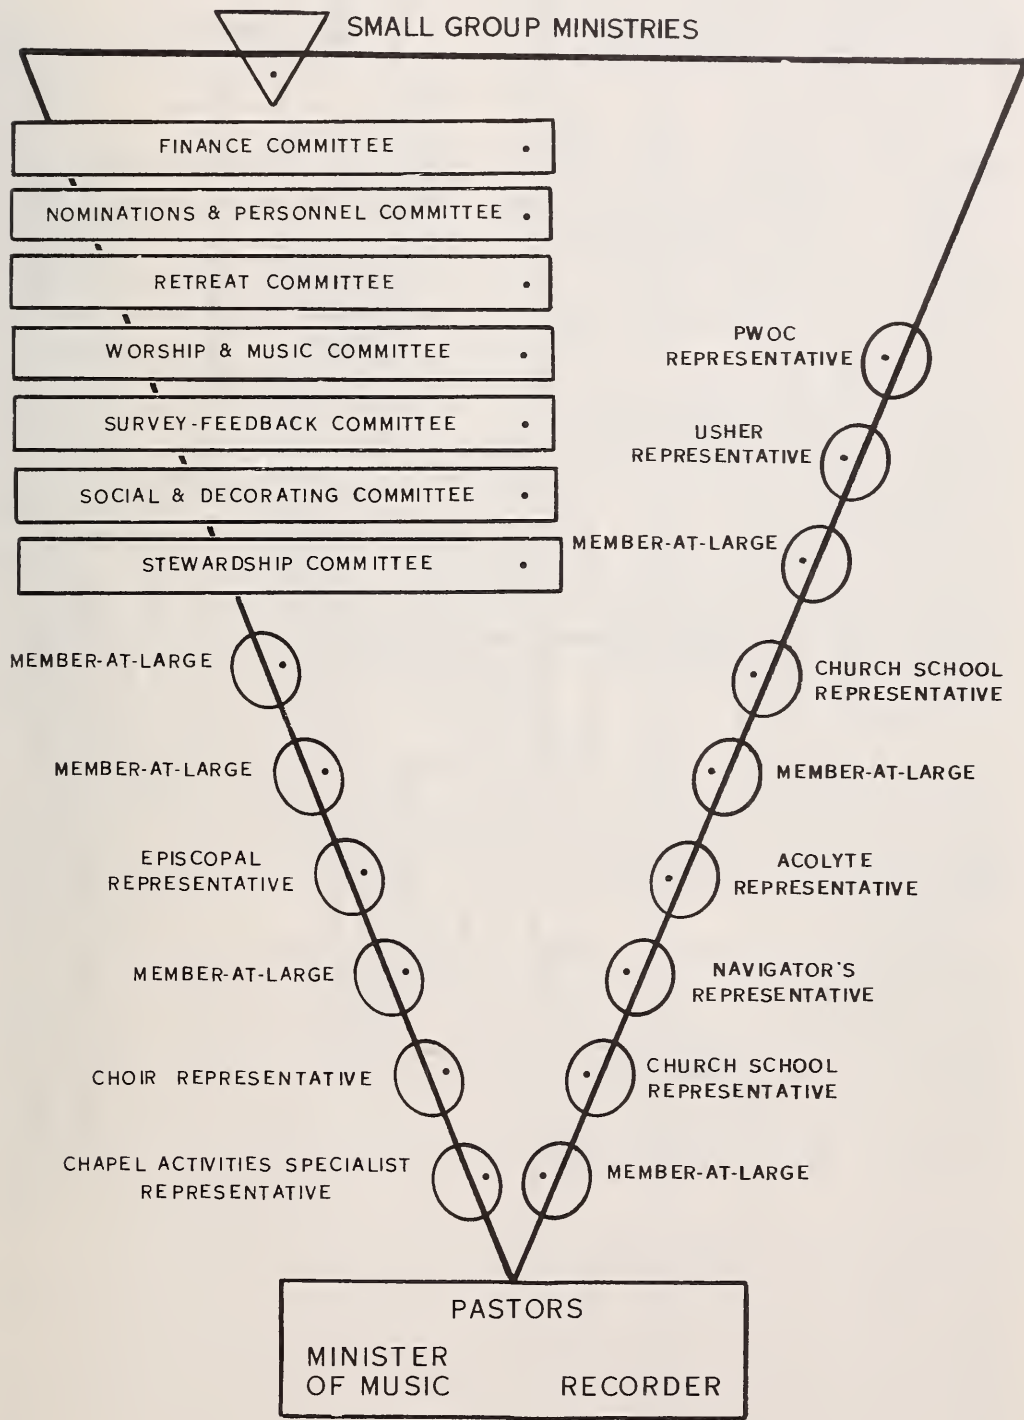 SMALL GROUP MINISTRIES
FINANCE COMMITTEE
NOMINATIONS & PERSONNEL COMMITTEE
RETREAT COMMITTEE
WORSHIP & MUSIC COMMITTEE
SURVEY-FEEDBACK COMMITTEE
SOCIAL & DECORATING COMMITTEE
STEWARDSHIP COMMITTEE
MEMBER-AT-LARGE
MEMBER-AT-LARGE
EPISCOPAL
REPRESENTATIVE
MEMBER-AT-LARGE
CHOIR REPRESENTATIVE
CHAPEL ACTIVITIES SPECIALIST
REPRESENTATIVE
PWOC
REPRESENTATIVE
USHER
REPRESENTATIVE
MEMBER-AT-LARGE
CHURCH SCHOOL
REPRESENTATIVE
MEMBER-AT-LARGE
ACOLYTE
REPRESENTATIVE
NAVIGATOR'S
REPRESENTATIVE
CHURCH SCHOOL
REPRESENTATIVE
MEMBER-AT-LARGE
PASTORS
MINISTER
OF MUSIC
RECORDER